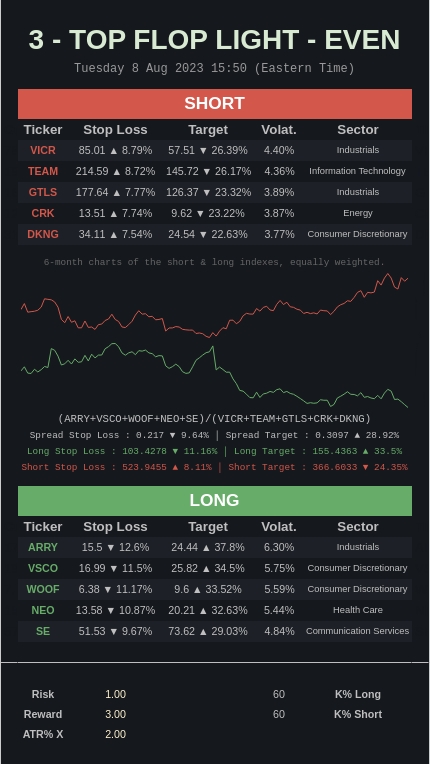 3 - TOP FLOP LIGHT - EVEN
Tuesday 8 Aug 2023 15:50 (Eastern Time)
SHORT
Ticker Stop Loss Target Volat. Sector
VICR 85.01 ▲ 8.79% 57.51 ▼ 26.39% 4.40% Industrials
TEAM 214.59 ▲ 8.72% 145.72 ▼ 26.17% 4.36% Information Technology
GTLS 177.64 ▲ 7.77% 126.37 ▼ 23.32% 3.89% Industrials
CRK 13.51 ▲ 7.74% 9.62 ▼ 23.22% 3.87% Energy
DKNG 34.11 ▲ 7.54% 24.54 ▼ 22.63% 3.77% Consumer Discretionary
6-month charts of the short & long indexes, equally weighted.
(ARRY+VSCO+WOOF+NEO+SE)/(VICR+TEAM+GTLS+CRK+DKNG)
Spread Stop Loss : 0.217 ▼ 9.64% | Spread Target : 0.3097 ▲ 28.92%
Long Stop Loss : 103.4278 ▼ 11.16% | Long Target : 155.4363 ▲ 33.5%
Short Stop Loss : 523.9455 ▲ 8.11% | Short Target : 366.6033 ▼ 24.35%
LONG
Ticker Stop Loss Target Volat. Sector
ARRY 15.5 ▼ 12.6% 24.44 ▲ 37.8% 6.30% Industrials
VSCO 16.99 ▼ 11.5% 25.82 ▲ 34.5% 5.75% Consumer Discretionary
WOOF 6.38 ▼ 11.17% 9.6 ▲ 33.52% 5.59% Consumer Discretionary
NEO 13.58 ▼ 10.87% 20.21 ▲ 32.63% 5.44% Health Care
SE 51.53 ▼ 9.67% 73.62 ▲ 29.03% 4.84% Communication Services
Risk 1.00 60 K% Long
Reward 3.00 60 K% Short
ATR% X 2.00